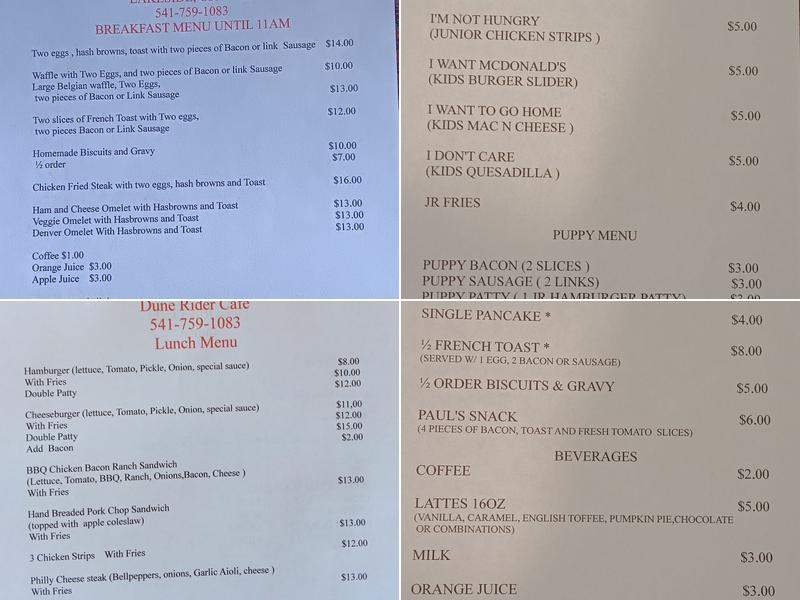 LAKESIDE,
541-759-1083
BREAKFAST MENU UNTIL 11AM
Two eggs , hash browns, toast with two pieces of Bacon or link Sausage $14.00
Waffle with Two Eggs, and two pieces of Bacon or link Sausage $10.00
Large Belgian waffle, Two Eggs,
two pieces of Bacon or Link Sausage $13.00
Two slices of French Toast with Two eggs, $12.00
two pieces Bacon or Link Sausage
Homemade Biscuits and Gravy $10.00
½ order $7.00
Chicken Fried Steak with two eggs, hash browns and Toast $16.00
Ham and Cheese Omelet with Hasbrowns and Toast $13.00
Veggie Omelet with Hasbrowns and Toast $13.00
Denver Omelet With Hasbrowns and Toast $13.00
Coffee $1.00
Orange Juice $3.00
Apple Juice $3.00
I'M NOT HUNGRY $5.00
(JUNIOR CHICKEN STRIPS )
I WANT MCDONALD'S $5.00
(KIDS BURGER SLIDER)
I WANT TO GO HOME $5.00
(KIDS MAC N CHEESE )
I DON'T CARE $5.00
(KIDS QUESADILLA )
JR FRIES $4.00
PUPPY MENU
PUPPY BACON (2 SLICES ) $3.00
PUPPY SAUSAGE ( 2 LINKS) $3.00
PUPPY PATTY ( 1 JR HAMBURGER PATTY)
Dune Rider Cafe
541-759-1083
Lunch Menu
Hamburger (lettuce, Tomato, Pickle, Onion, special sauce) $8.00
With Fries $10.00
Double Patty $12.00
Cheeseburger (lettuce, Tomato, Pickle, Onion, special sauce) $11,00
With Fries $12.00
Double Patty $15.00
Add Bacon $2.00
BBQ Chicken Bacon Ranch Sandwich
(Lettuce, Tomato, BBQ, Ranch, Onions,Bacon, Cheese ) $13.00
With Fries
Hand Breaded Pork Chop Sandwich
(topped with apple coleslaw) $13.00
With Fries
3 Chicken Strips With Fries $12.00
Philly Cheese steak (Bellpeppers, onions, Garlic Aioli, cheese ) $13.00
With Fries
SINGLE PANCAKE * $4.00
½ FRENCH TOAST * $8.00
(SERVED W/ 1 EGG, 2 BACON OR SAUSAGE)
½ ORDER BISCUITS & GRAVY $5.00
PAUL'S SNACK $6.00
(4 PIECES OF BACON, TOAST AND FRESH TOMATO SLICES)
BEVERAGES
COFFEE $2.00
LATTES 16OZ $5.00
(VANILLA, CARAMEL, ENGLISH TOFFEE, PUMPKIN PIE,CHOCOLATE
OR COMBINATIONS)
MILK $3.00
ORANGE JUICE $3.00